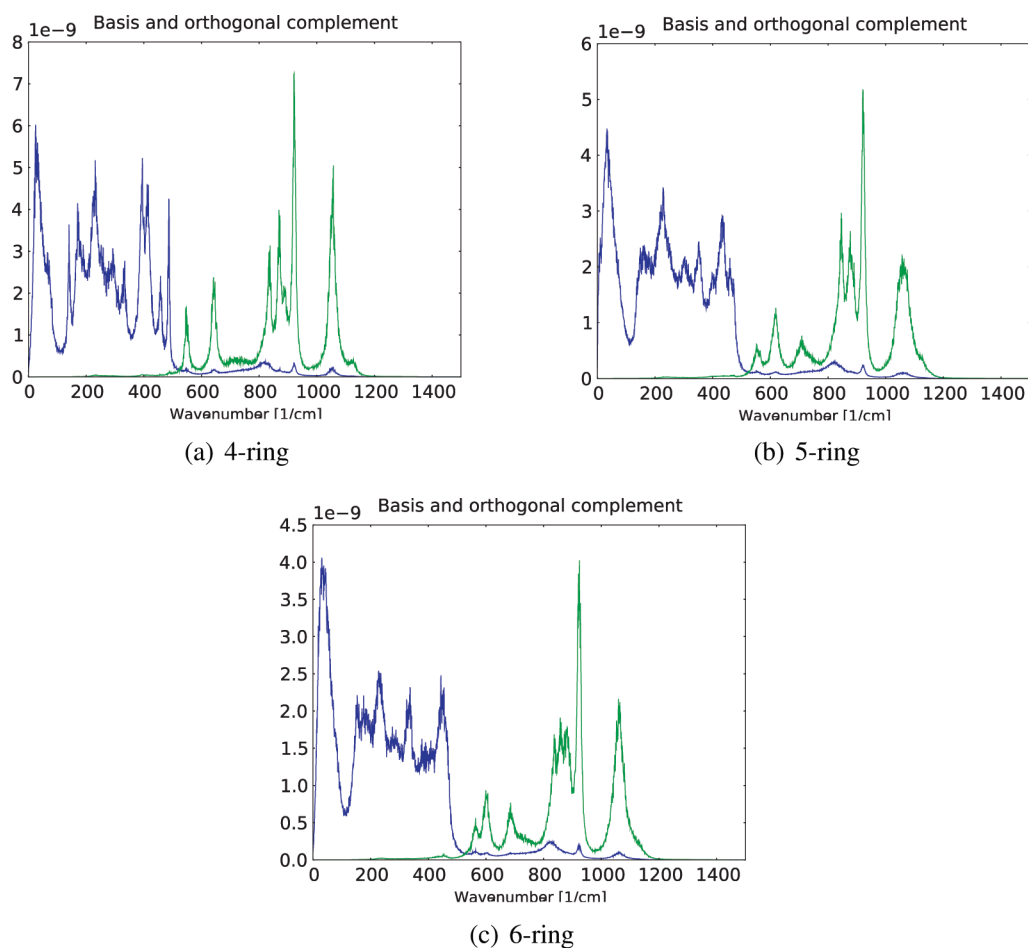 Basis and orthogonal complement
1e−9
8
7
6
5
4
3
2
1
0
0 200 400 600 800 1000 1200 1400
Wavenumber [1/cm]
(a) 4-ring
Basis and orthogonal complement
1e−9
6
5
4
3
2
1
0
0 200 400 600 800 1000 1200 1400
Wavenumber [1/cm]
(b) 5-ring
Basis and orthogonal complement
1e−9
4.5
4.0
3.5
3.0
2.5
2.0
1.5
1.0
0.5
0.0
0 200 400 600 800 1000 1200 1400
Wavenumber [1/cm]
(c) 6-ring